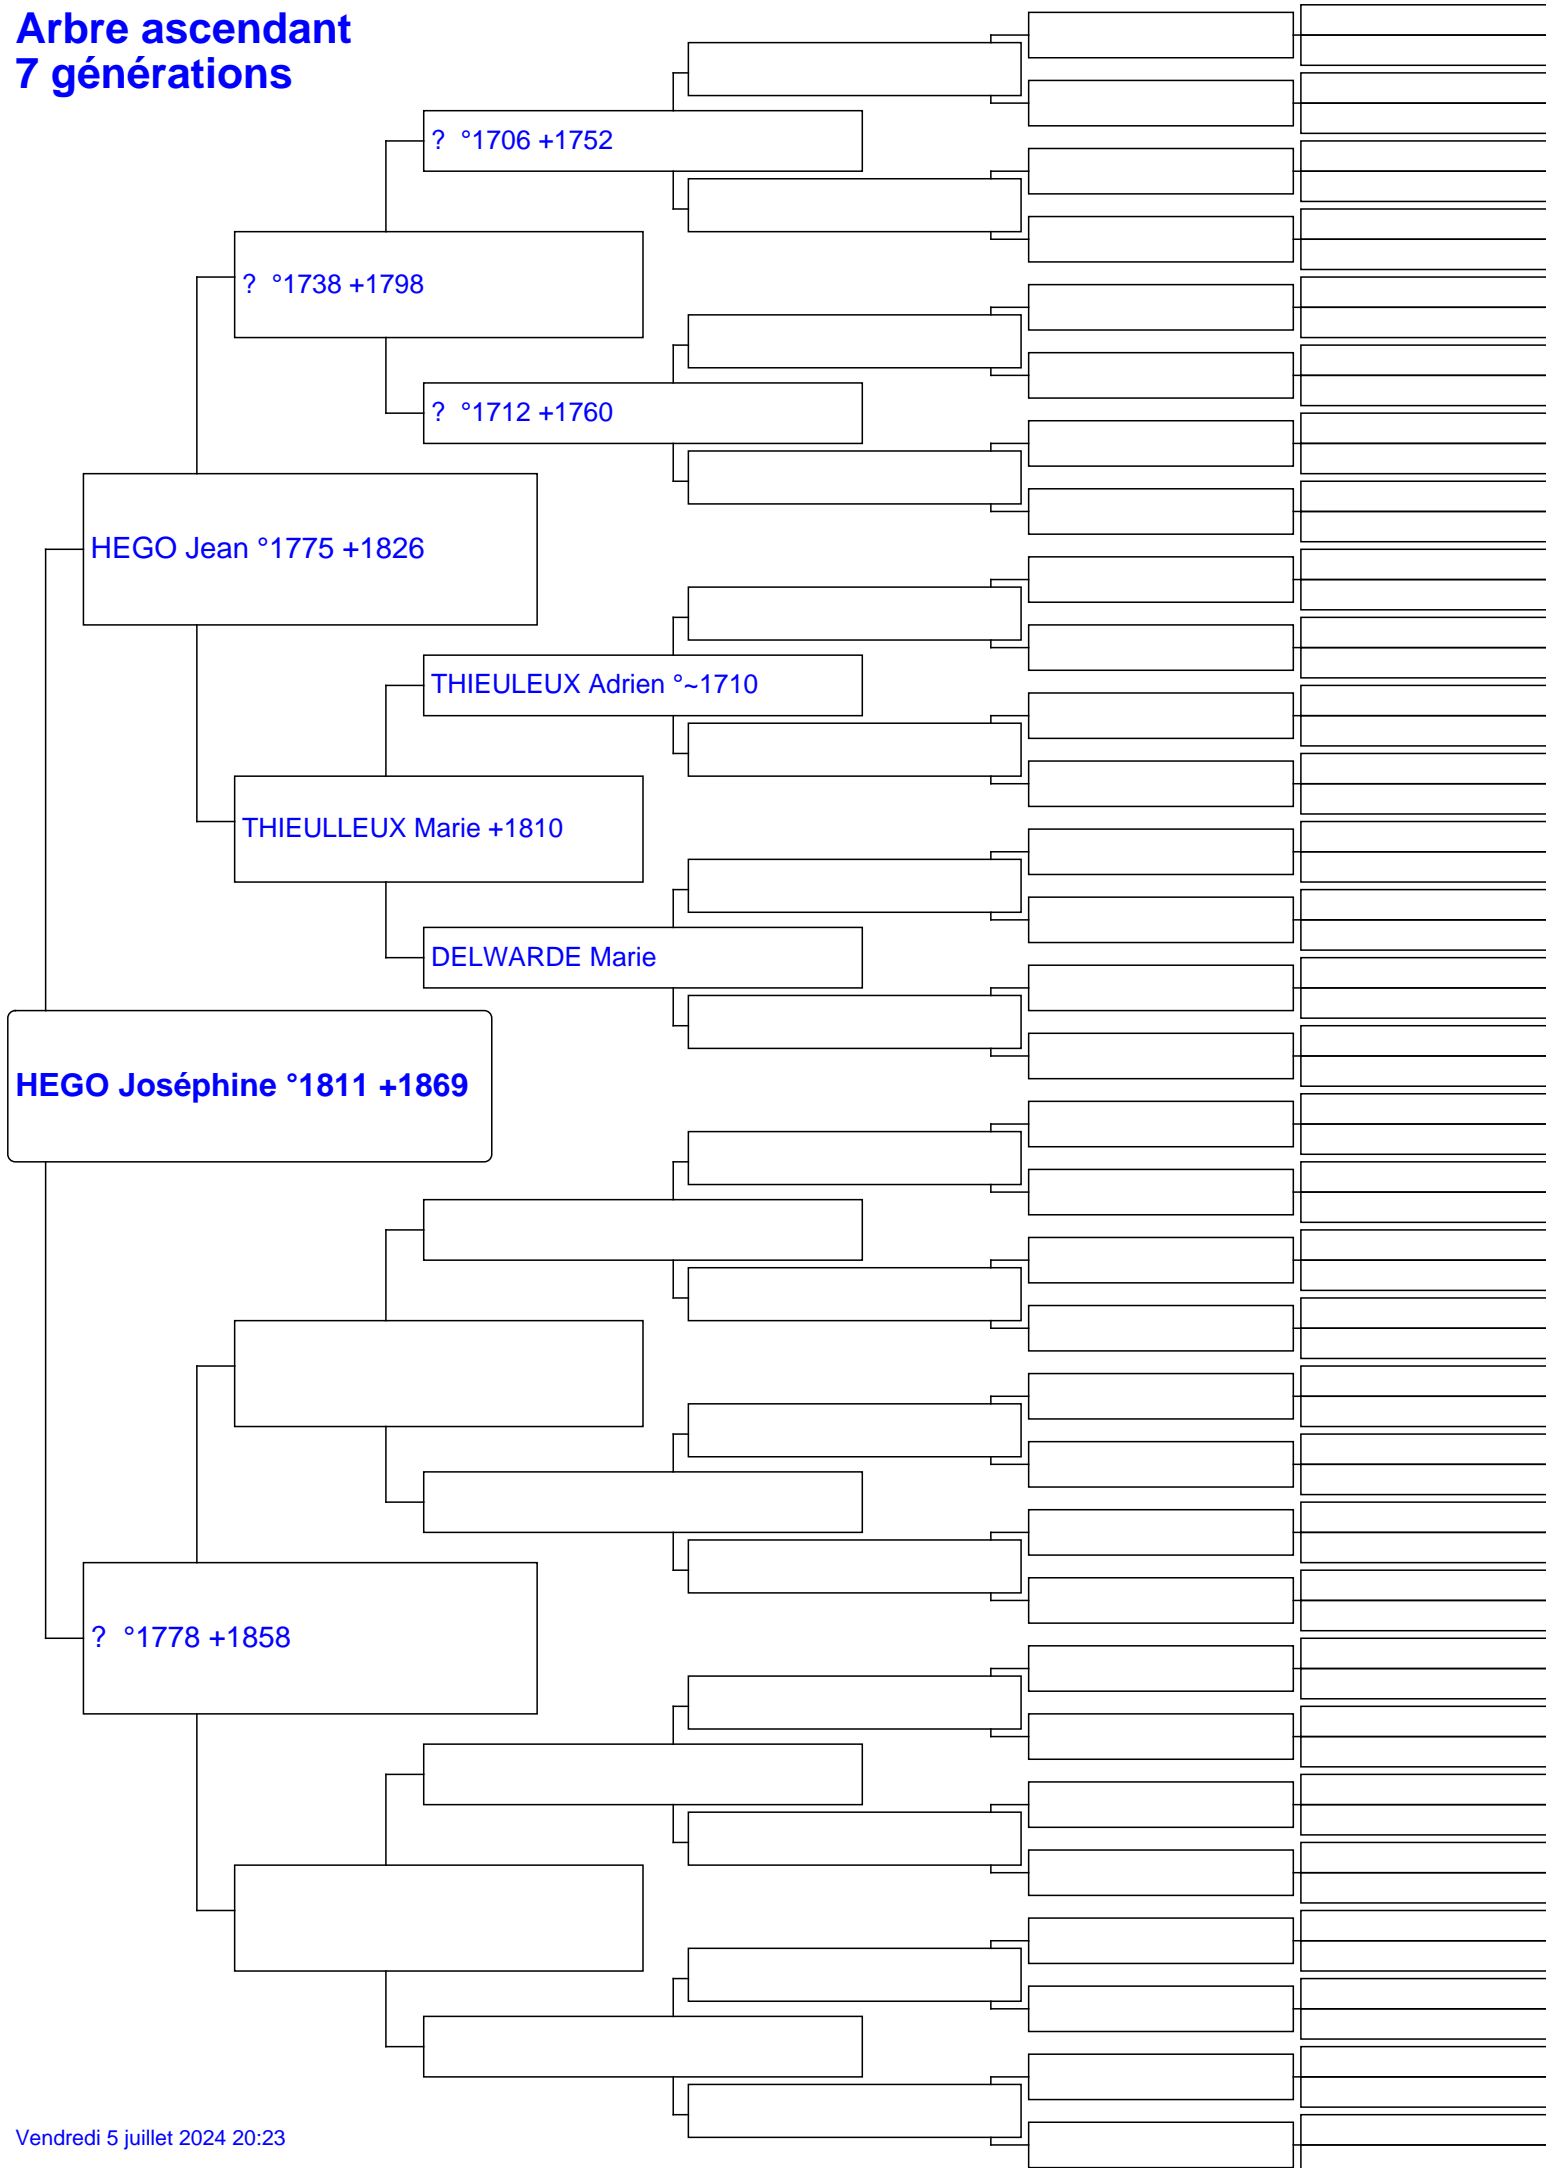 Arbre ascendant
7 générations
? °1706 +1752
? °1738 +1798
? °1712 +1760
HEGO Jean °1775 +1826
THIEULEUX Adrien °~1710
THIEULLEUX Marie +1810
DELWARDE Marie
HEGO Joséphine °1811 +1869
? °1778 +1858
Vendredi 5 juillet 2024 20:23